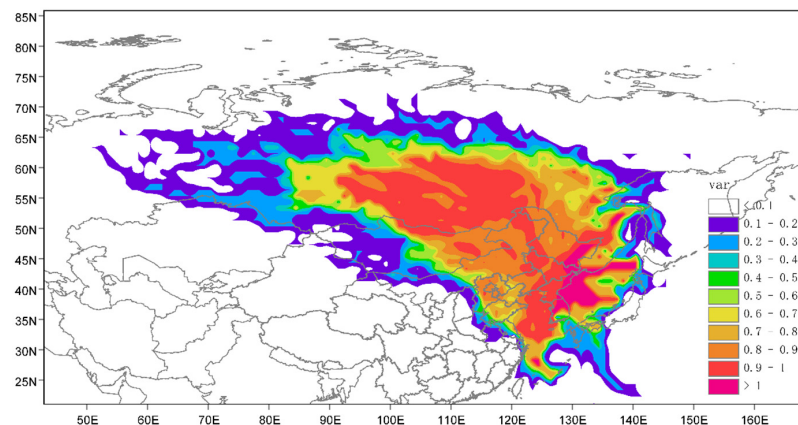 85N
80N
75N
70N
65N
60N
55N
50N
45N
40N
35N
30N
25N
50E 60E 70E 80E 90E 100E 110E 120E 130E 140E 150E 160E
var
<0.1
0.1 - 0.2
0.2 - 0.3
0.3 - 0.4
0.4 - 0.5
0.5 - 0.6
0.6 - 0.7
0.7 - 0.8
0.8 - 0.9
0.9 - 1
> 1